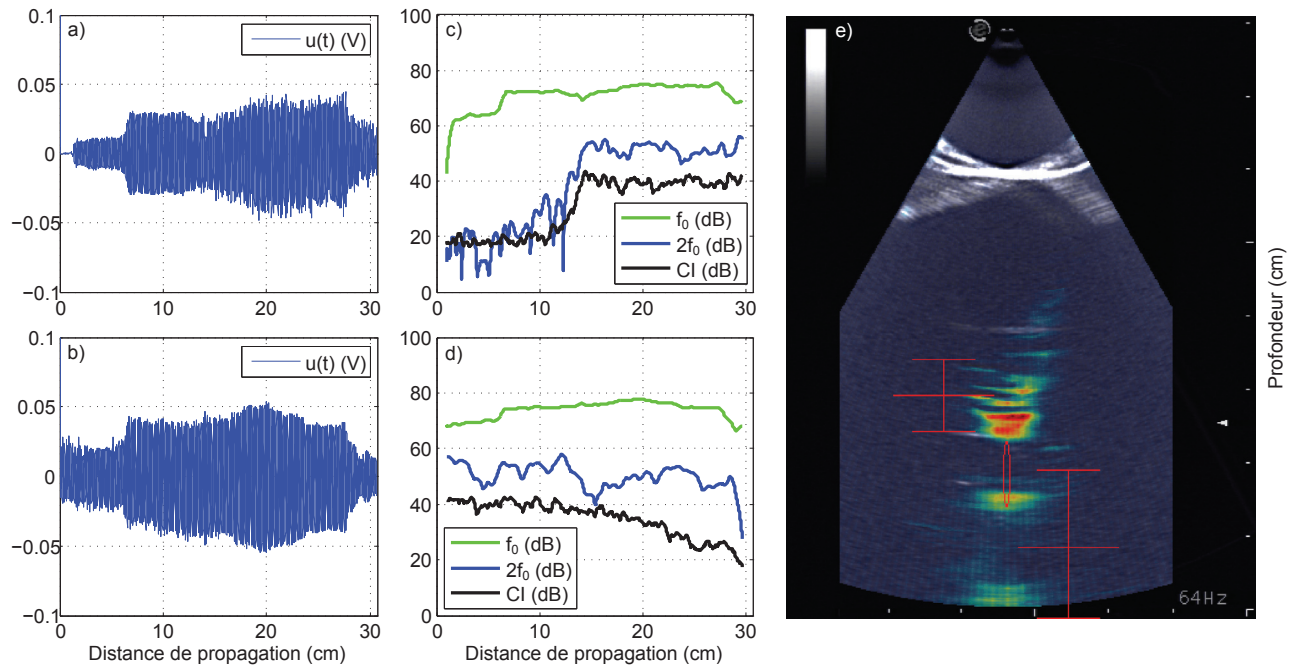 a)
u(t) (V)
0.1
0.05
0
−0.05
−0.1
0 10 20 30
b)
u(t) (V)
0.1
0.05
0
−0.05
−0.1
0 10 20 30
Distance de propagation (cm)
c)
100
80
60
40
20
0
f₀ (dB)
2f₀ (dB)
CI (dB)
0 10 20 30
d)
100
80
60
40
20
0
f₀ (dB)
2f₀ (dB)
CI (dB)
0 10 20 30
Distance de propagation (cm)
e)
64Hz
Profondeur (cm)